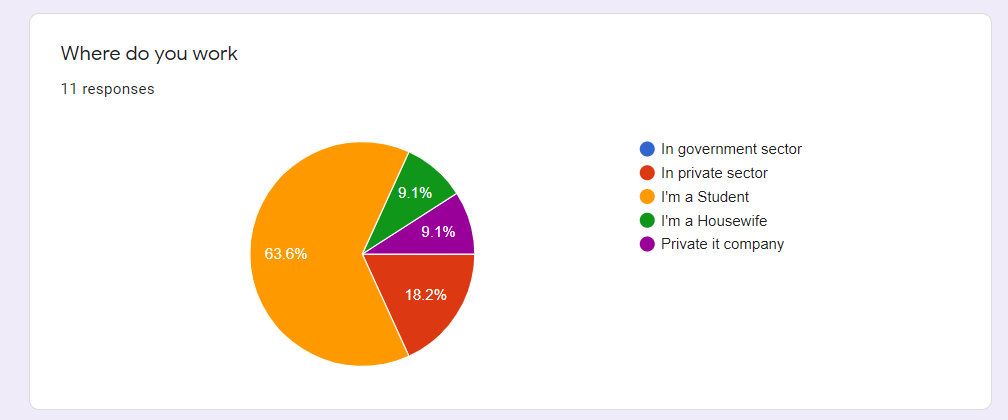 Where do you work
11 responses
63.6%
9.1%
9.1%
18.2%
In government sector
In private sector
I'm a Student
I'm a Housewife
Private it company